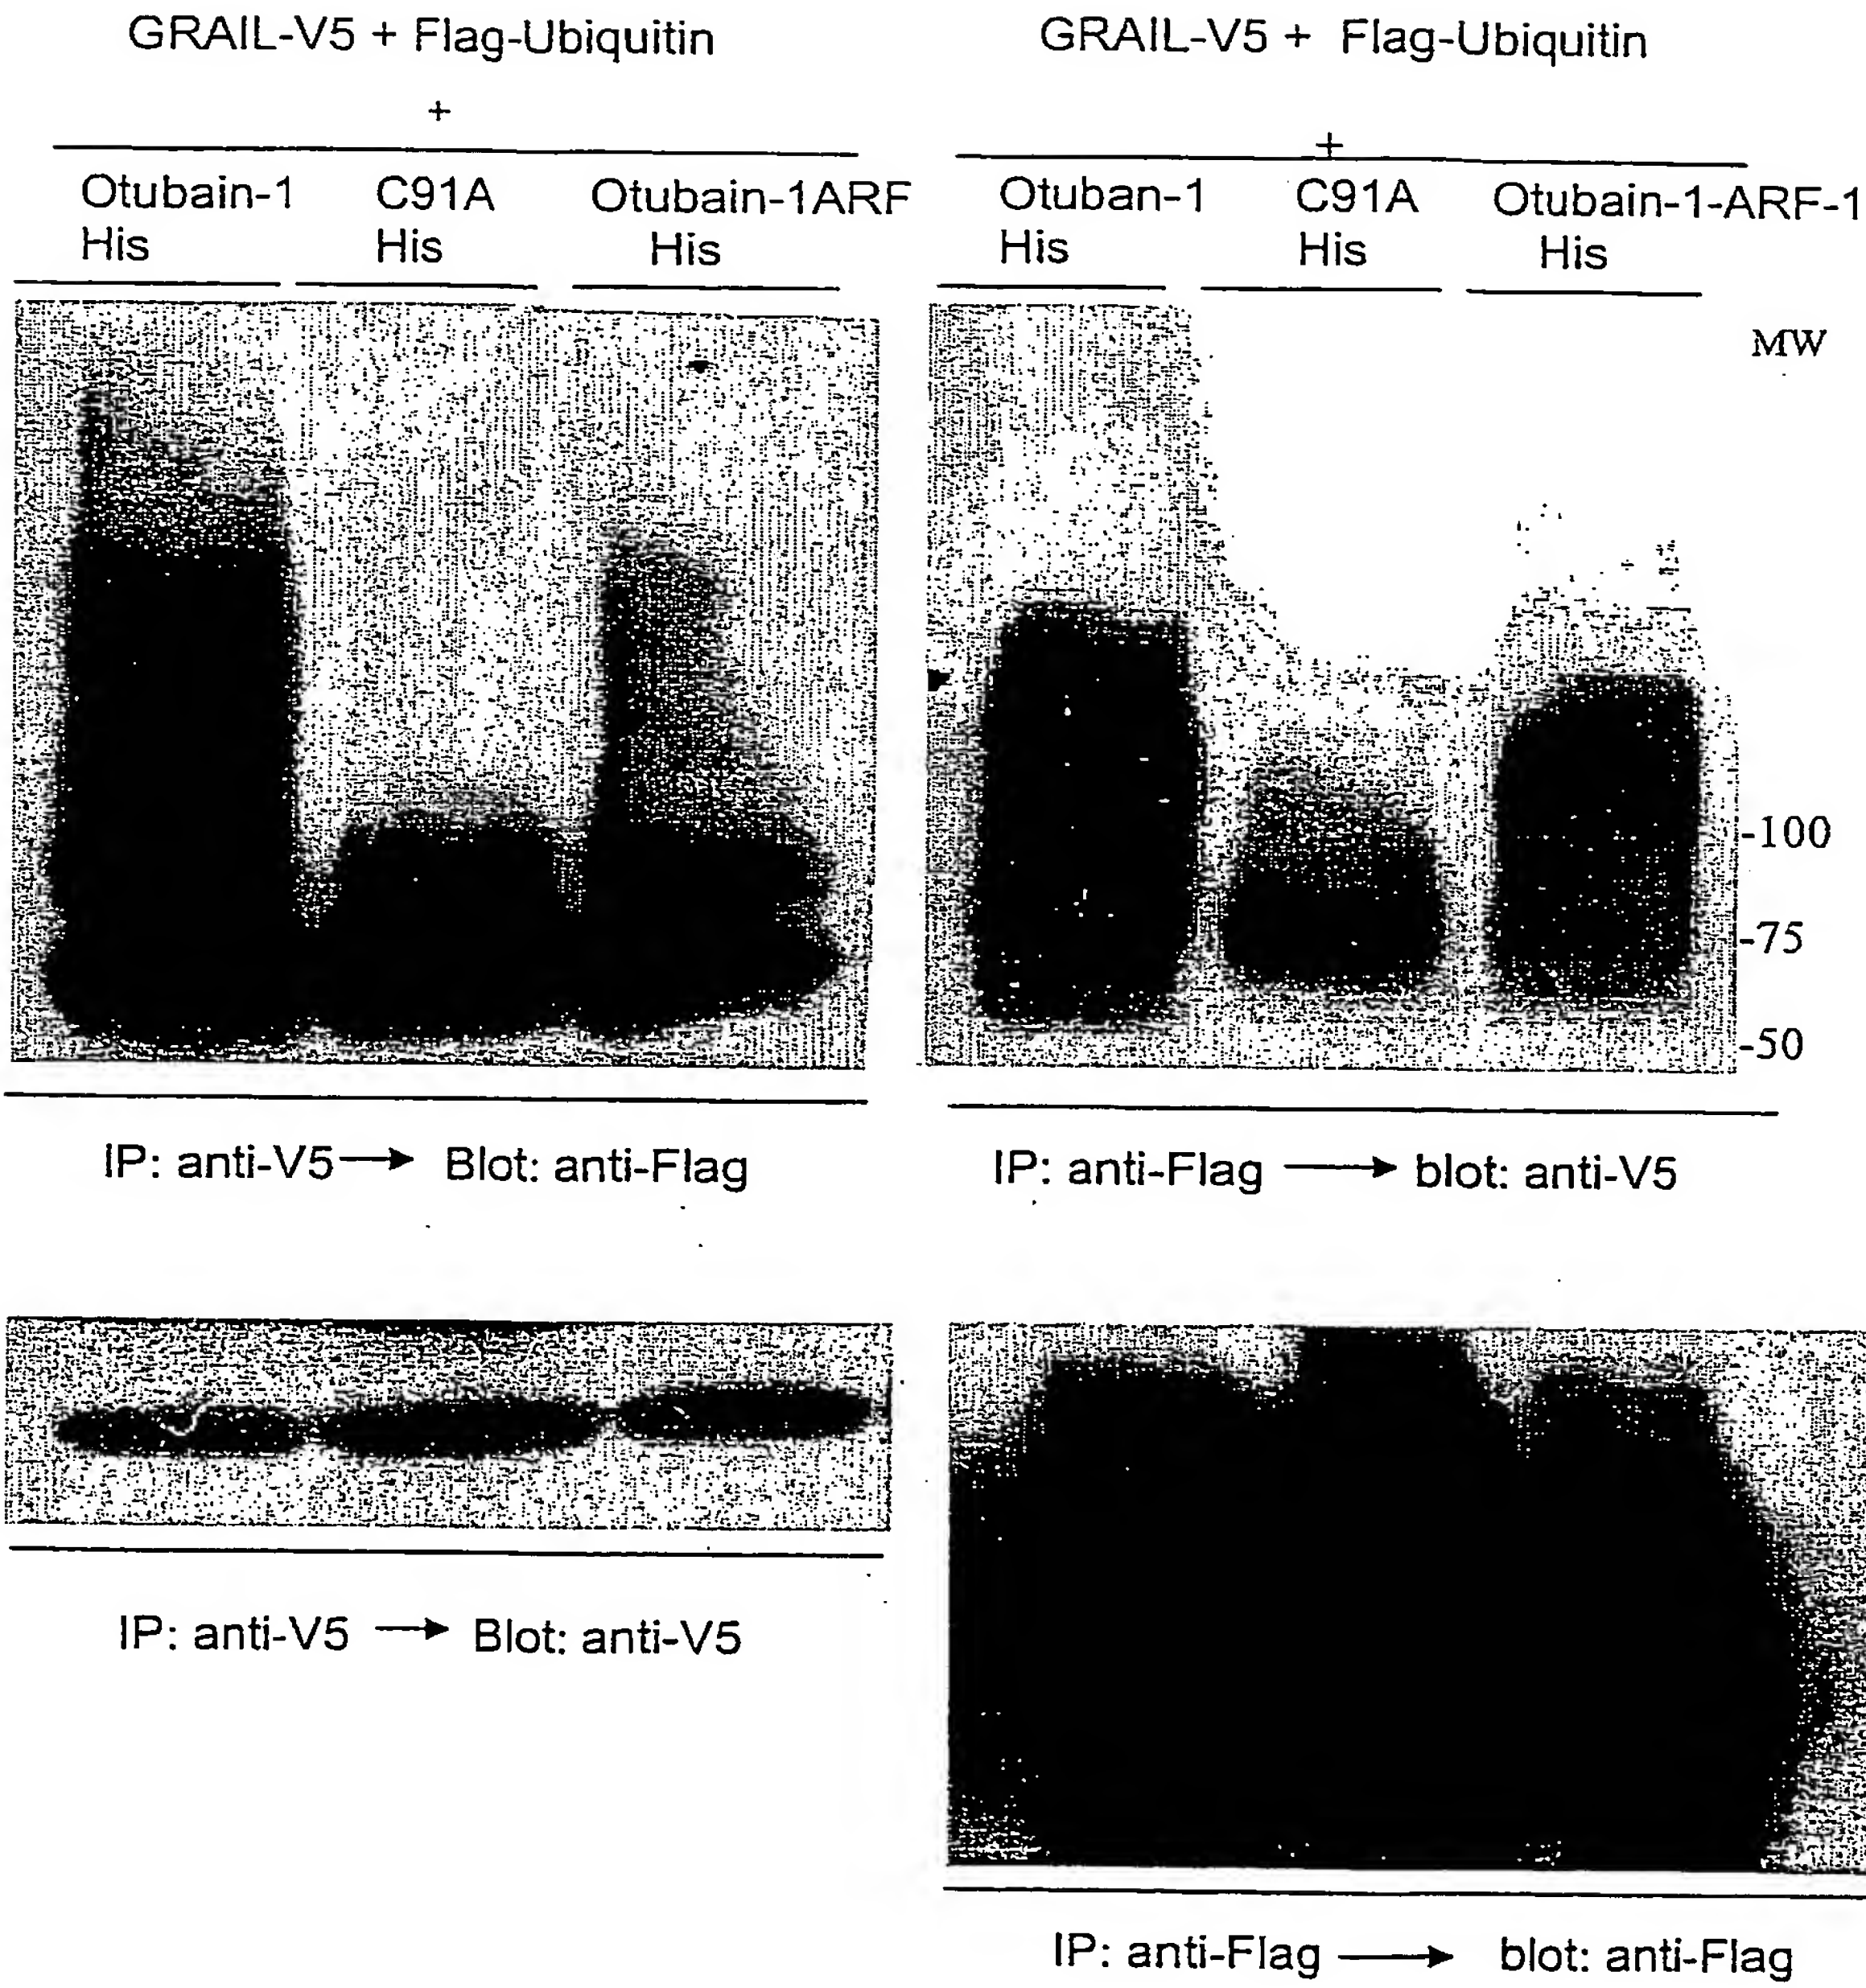 GRAIL-V5 + Flag-Ubiquitin
+
Otubain-1 C91A Otubain-1ARF
His His His
IP: anti-V5→ Blot: anti-Flag
GRAIL-V5 + Flag-Ubiquitin
+
Otuban-1 C91A Otubain-1-ARF-1
His His His
MW
-100
-75
-50
IP: anti-Flag → blot: anti-V5
IP: anti-V5 → Blot: anti-V5
IP: anti-Flag → blot: anti-Flag